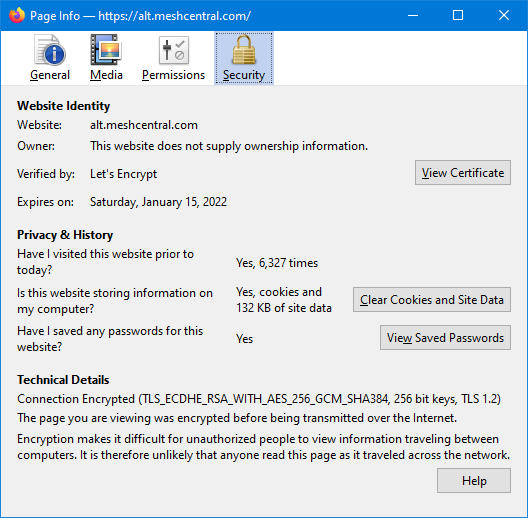 Page Info — https://alt.meshcentral.com/
General
Media
Permissions
Security
Website Identity
Website: alt.meshcentral.com
Owner: This website does not supply ownership information.
Verified by: Let's Encrypt
View Certificate
Expires on: Saturday, January 15, 2022
Privacy & History
Have I visited this website prior to
today?
Yes, 6,327 times
Is this website storing information on
my computer?
Yes, cookies and
132 KB of site data
Clear Cookies and Site Data
Have I saved any passwords for this
website?
Yes
View Saved Passwords
Technical Details
Connection Encrypted (TLS_ECDHE_RSA_WITH_AES_256_GCM_SHA384, 256 bit keys, TLS 1.2)
The page you are viewing was encrypted before being transmitted over the Internet.
Encryption makes it difficult for unauthorized people to view information traveling between
computers. It is therefore unlikely that anyone read this page as it traveled across the network.
Help